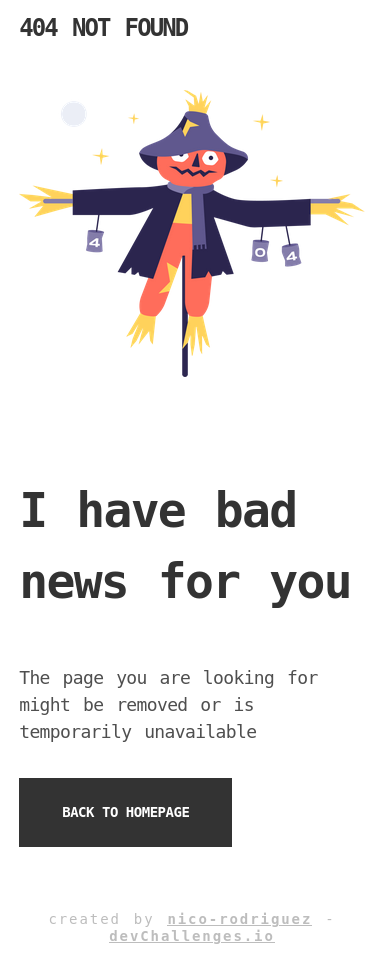 404 NOT FOUND
4
0
4
I have bad
news for you
The page you are looking for
might be removed or is
temporarily unavailable
BACK TO HOMEPAGE
created by nico-rodriguez -
devChallenges.io